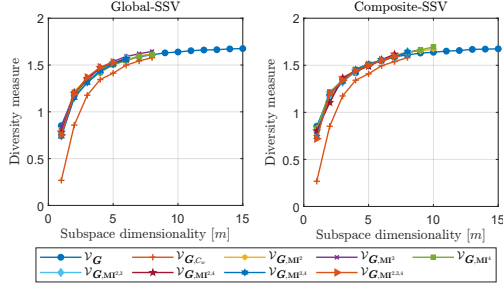 Global-SSV
Composite-SSV
Diversity measure
2
1.5
1
0.5
0
0 5 10 15
Subspace dimensionality [m]
Diversity measure
2
1.5
1
0.5
0
0 5 10 15
Subspace dimensionality [m]
𝒱_G 𝒱_{G,C_ω} 𝒱_{G,MI²} 𝒱_{G,MI³} 𝒱_{G,MI⁴}
𝒱_{G,MI^{2,3}} 𝒱_{G,MI^{2,4}} 𝒱_{G,MI^{3,4}} 𝒱_{G,MI^{2,3,4}}